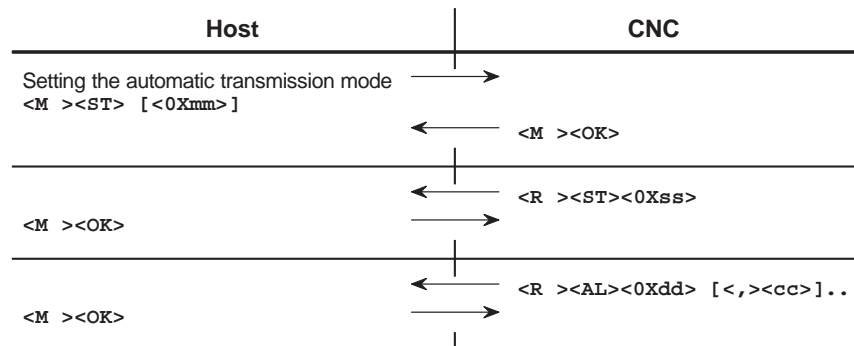 Host CNC
Setting the automatic transmission mode
<M ><ST> [<0Xmm>]
<M ><OK>
<R ><ST><0Xss>
<M ><OK>
<R ><AL><0Xdd> [<,><cc>]..
<M ><OK>